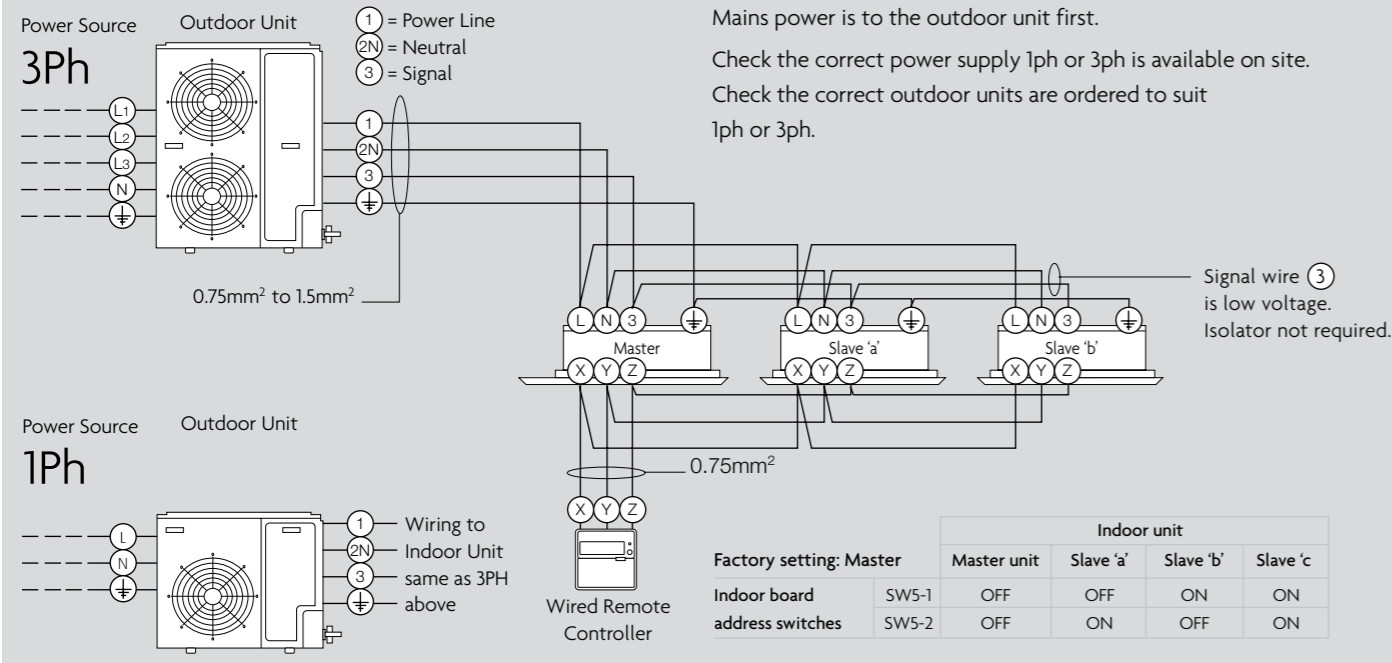 Power Source
3Ph
Outdoor Unit
1 = Power Line
2N = Neutral
3 = Signal
Mains power is to the outdoor unit first.
Check the correct power supply 1ph or 3ph is available on site.
Check the correct outdoor units are ordered to suit
1ph or 3ph.
L1
L2
L3
N
1
2N
3
0.75mm² to 1.5mm²
L N 3
Master
X Y Z
L N 3
Slave ‘a’
X Y Z
L N 3
Slave ‘b’
X Y Z
Signal wire 3
is low voltage.
Isolator not required.
0.75mm²
X Y Z
Wired Remote
Controller
Power Source
1Ph
Outdoor Unit
L
N
1 Wiring to
2N Indoor Unit
3 same as 3PH
above
Indoor unit
Factory setting: Master Master unit Slave ‘a’ Slave ‘b’ Slave ‘c
Indoor board SW5-1 OFF OFF ON ON
address switches SW5-2 OFF ON OFF ON